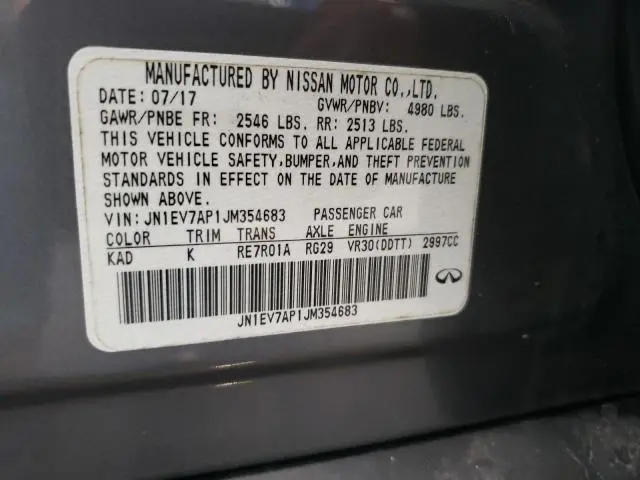 MANUFACTURED BY NISSAN MOTOR CO.,LTD.
DATE: 07/17 GVWR/PNBV: 4980 LBS.
GAWR/PNBE FR: 2546 LBS. RR: 2513 LBS.
THIS VEHICLE CONFORMS TO ALL APPLICABLE FEDERAL
MOTOR VEHICLE SAFETY,BUMPER,AND THEFT PREVENTION
STANDARDS IN EFFECT ON THE DATE OF MANUFACTURE
SHOWN ABOVE.
VIN: JN1EV7AP1JM354683 PASSENGER CAR
COLOR TRIM TRANS AXLE ENGINE
KAD K RE7R01A RG29 VR30(DDTT) 2997CC
JN1EV7AP1JM354683